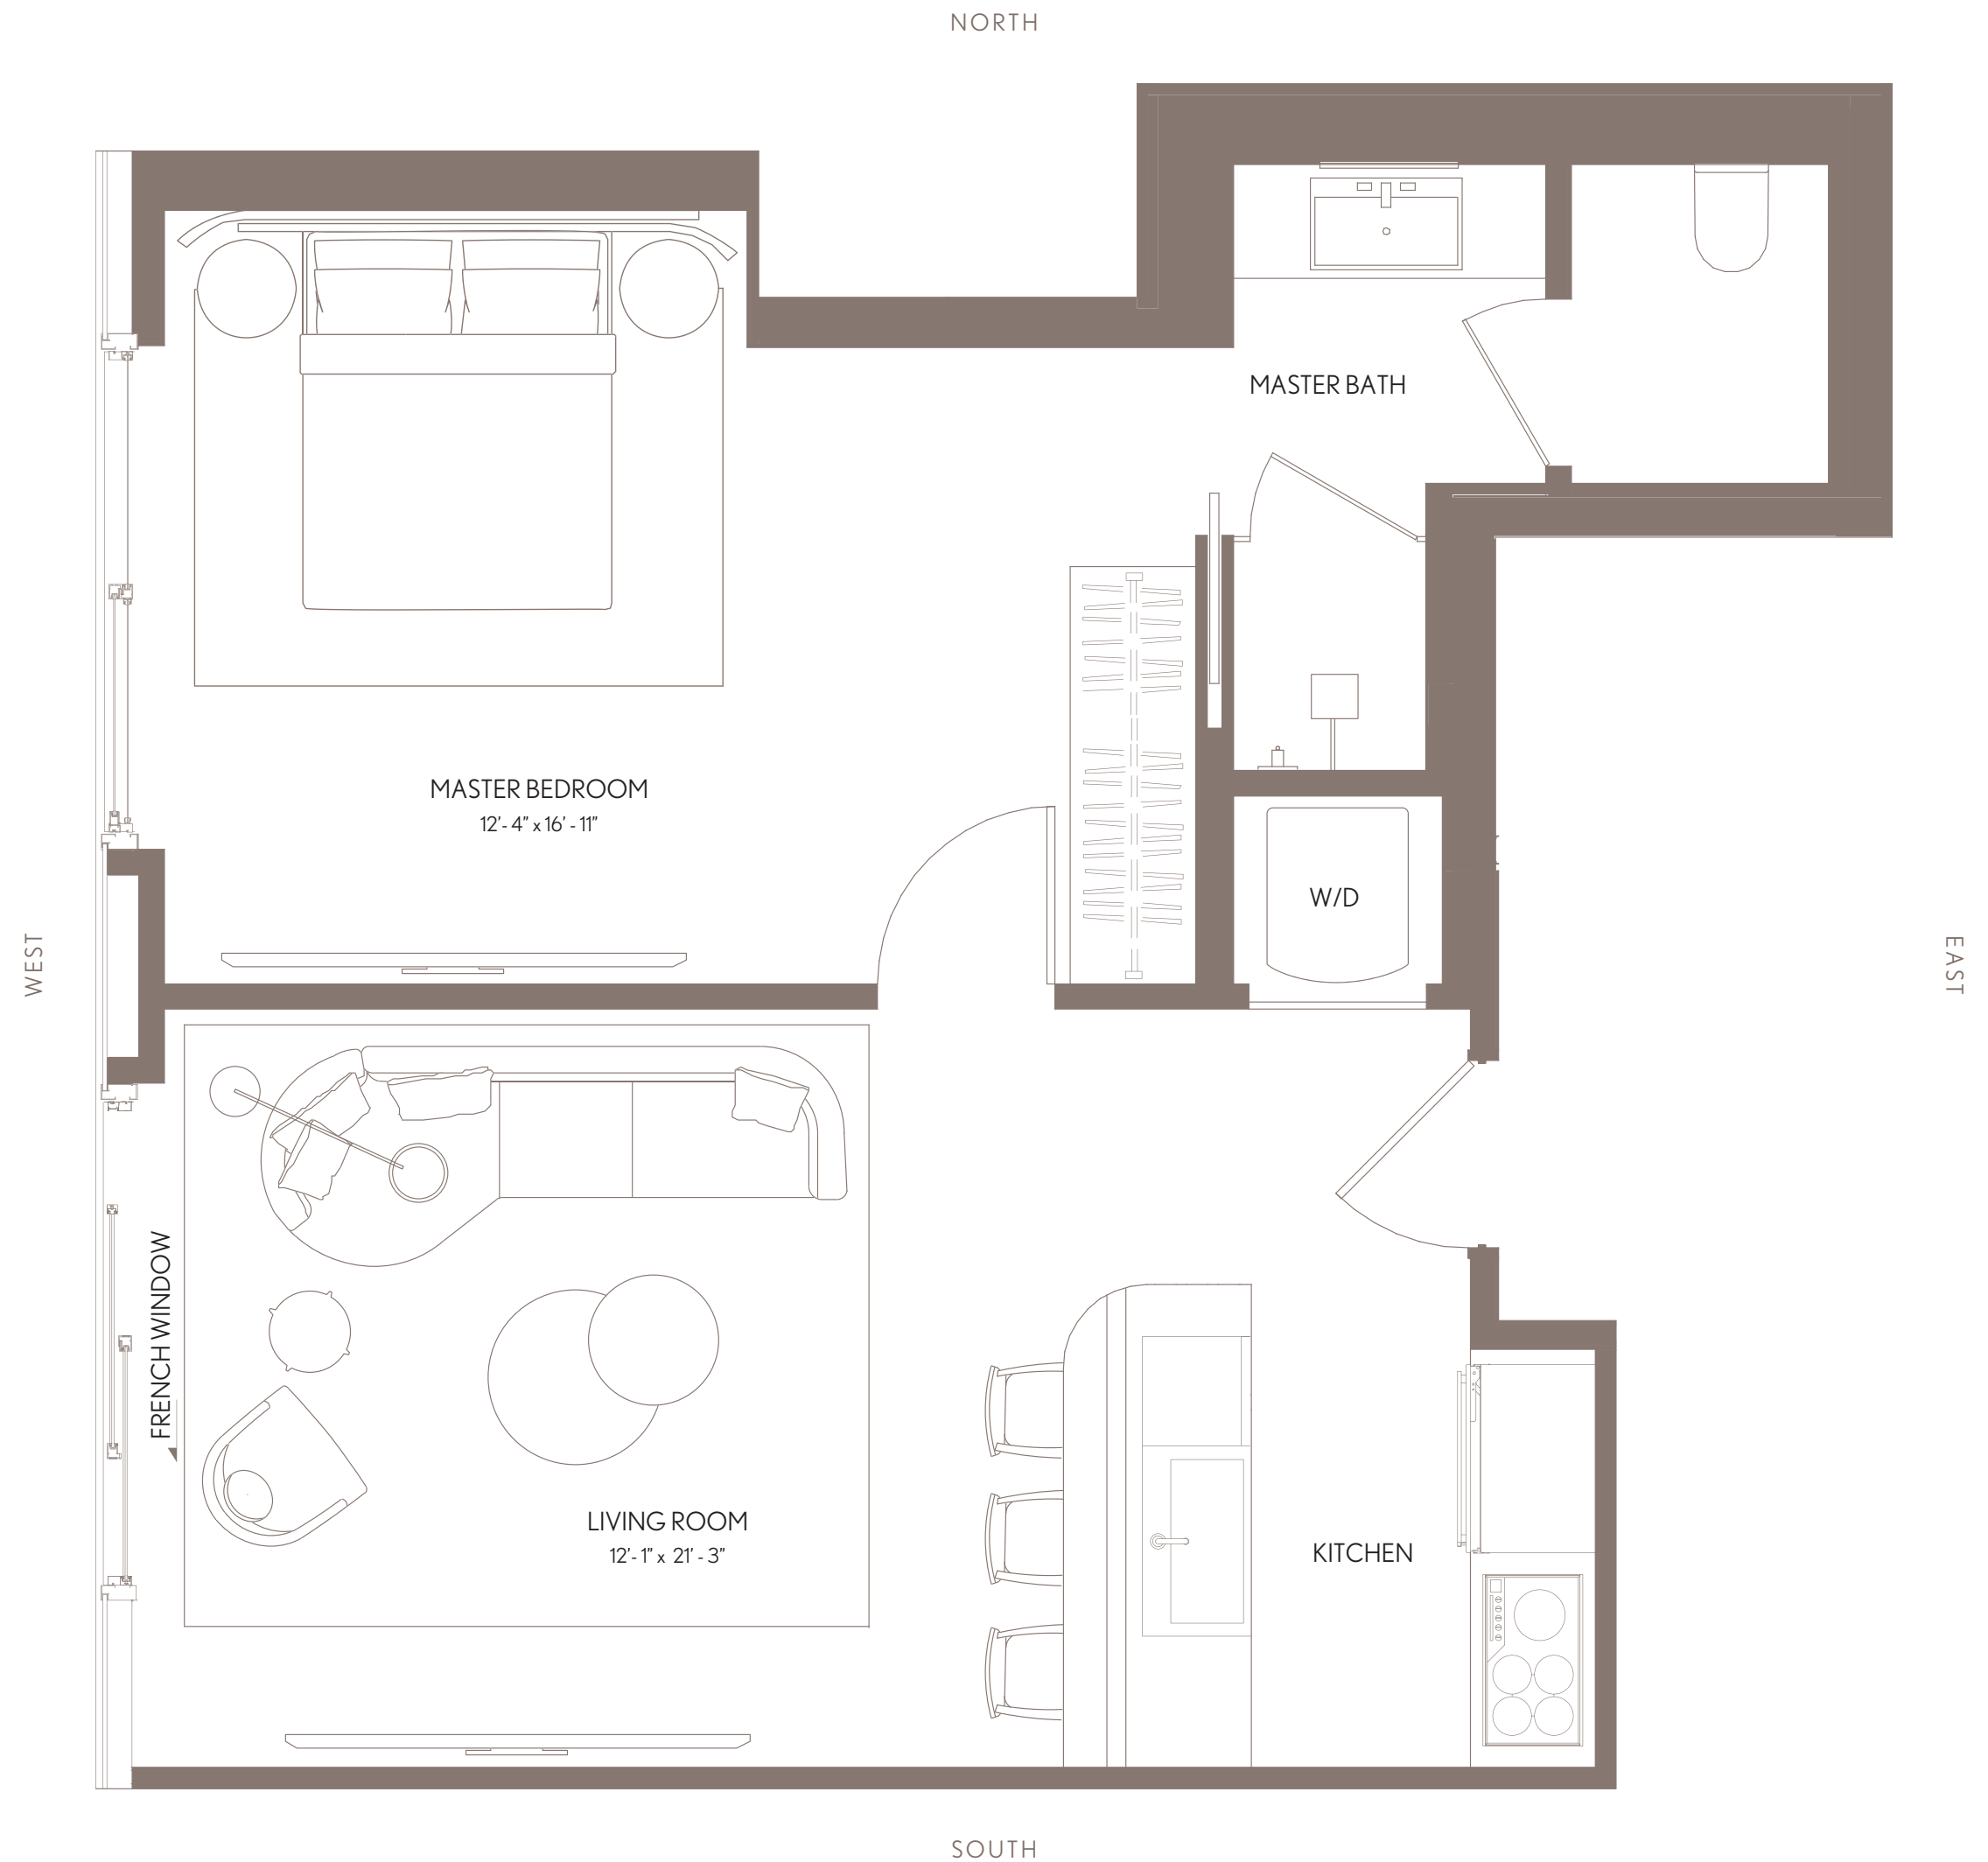 NORTH
MASTER BATH
MASTER BEDROOM
12’- 4” x 16’ - 11”
W/D
WEST
EAST
FRENCH WINDOW
LIVING ROOM
12’- 1” x 21’ - 3”
KITCHEN
SOUTH